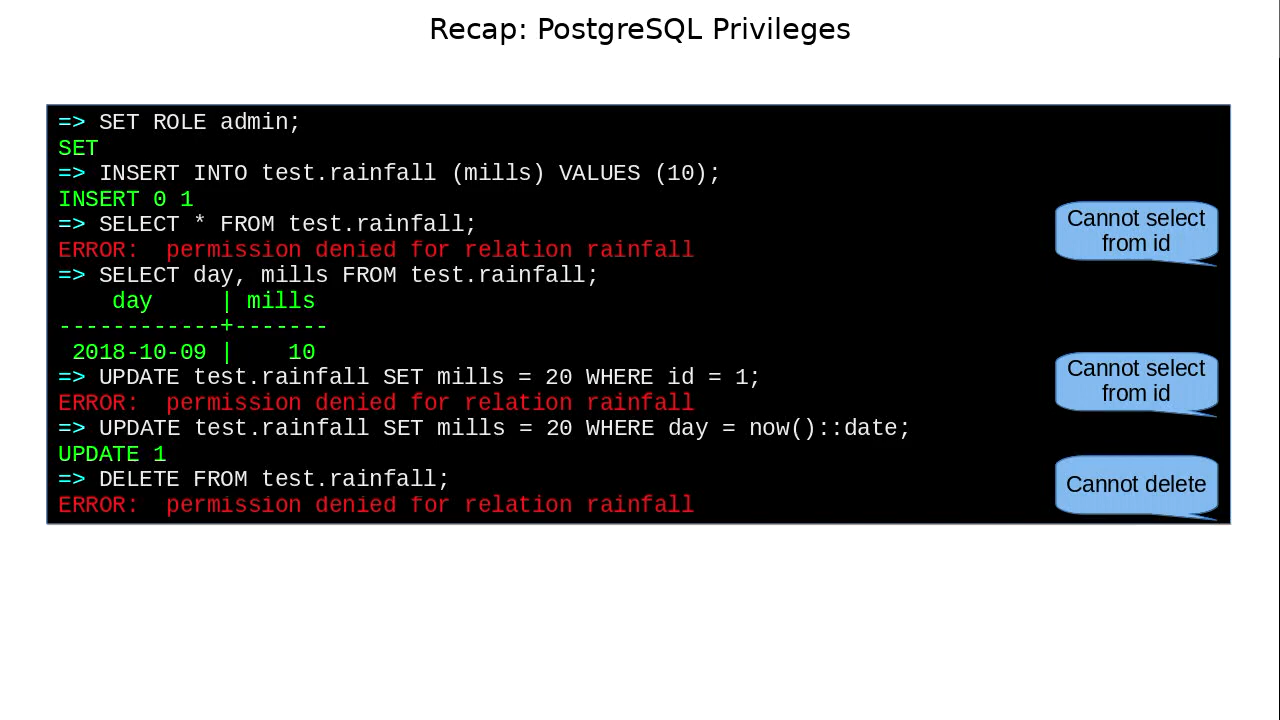 Recap: PostgreSQL Privileges
=> SET ROLE admin;
SET
=> INSERT INTO test.rainfall (mills) VALUES (10);
INSERT 0 1
=> SELECT * FROM test.rainfall;
Cannot select
from id
ERROR:  permission denied for relation rainfall
=> SELECT day, mills FROM test.rainfall;
    day     | mills
------------+-------
 2018-10-09 |    10
=> UPDATE test.rainfall SET mills = 20 WHERE id = 1;
Cannot select
from id
ERROR:  permission denied for relation rainfall
=> UPDATE test.rainfall SET mills = 20 WHERE day = now()::date;
UPDATE 1
=> DELETE FROM test.rainfall;
Cannot delete
ERROR:  permission denied for relation rainfall